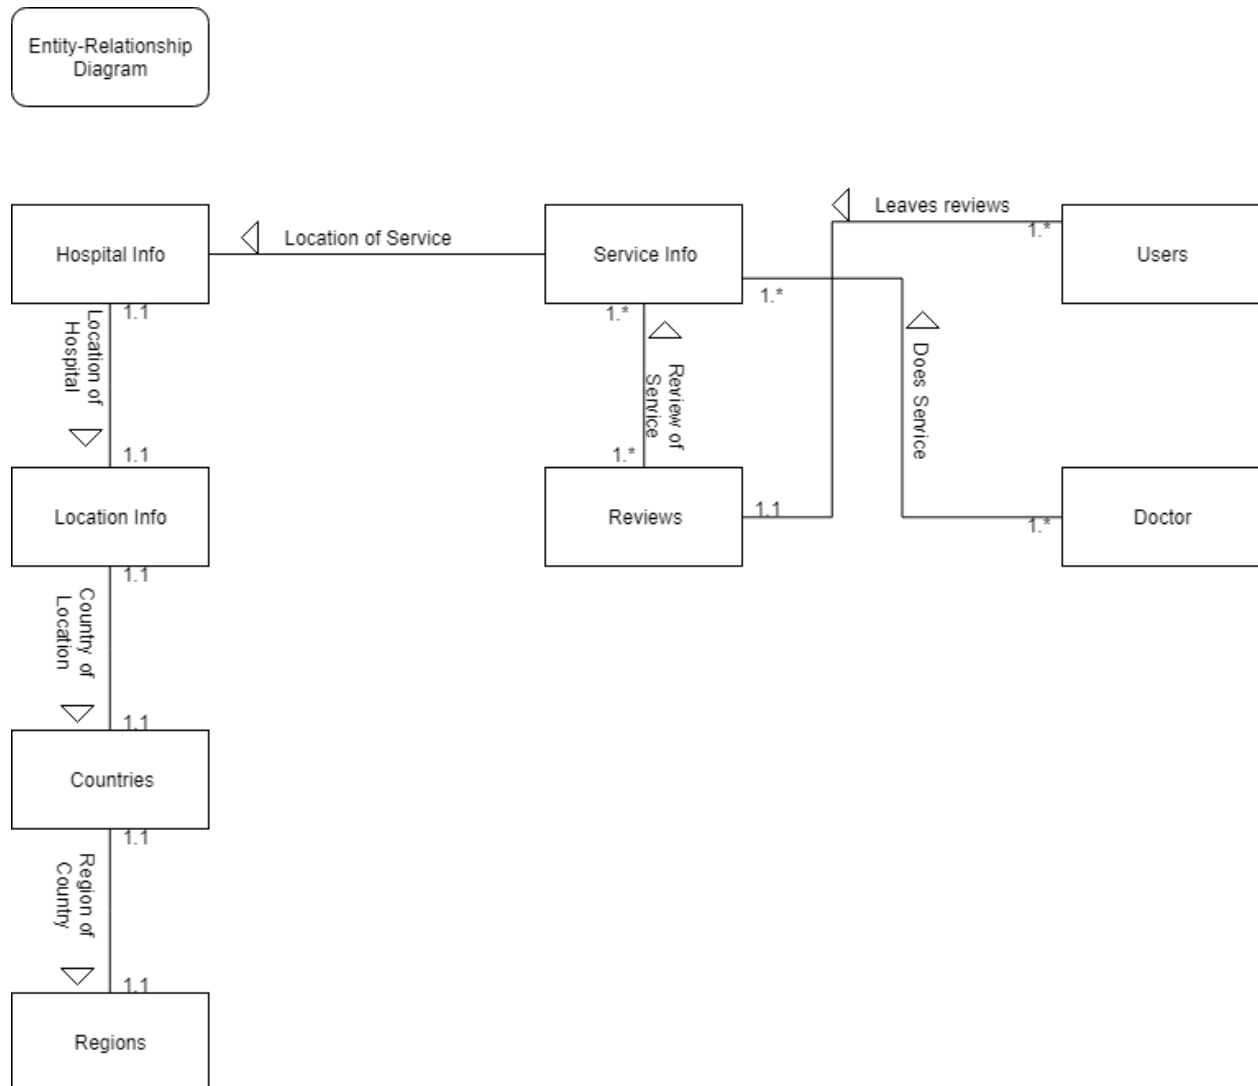 Entity-Relationship
Diagram
Leaves reviews
Hospital Info
Location of Service
Service Info
1.*
Users
1.*
1.1
1.*
Location of
Hospital
Review of
Service
Does Service
1.1
1.*
Location Info
Reviews
1.1
1.*
Doctor
1.1
Country of
Location
1.1
Countries
1.1
Region of
Country
1.1
Regions